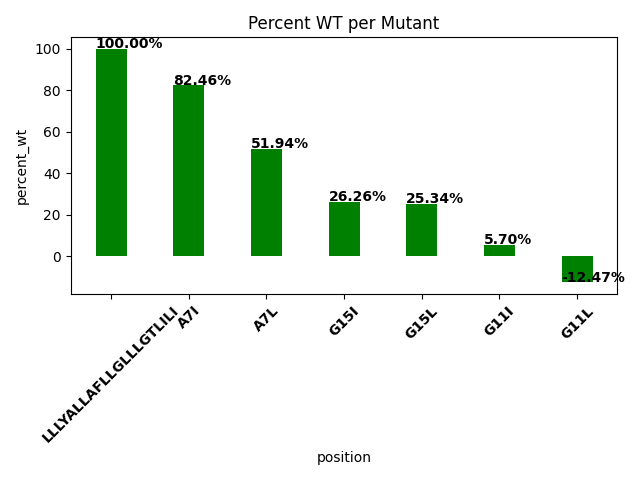 Percent WT per Mutant
percent_wt
100
80
60
40
20
0
100.00%
82.46%
51.94%
26.26%
25.34%
5.70%
-12.47%
LLLYALLAFLLGLLLGTLILI
A7I
A7L
G15I
G15L
G11I
G11L
position